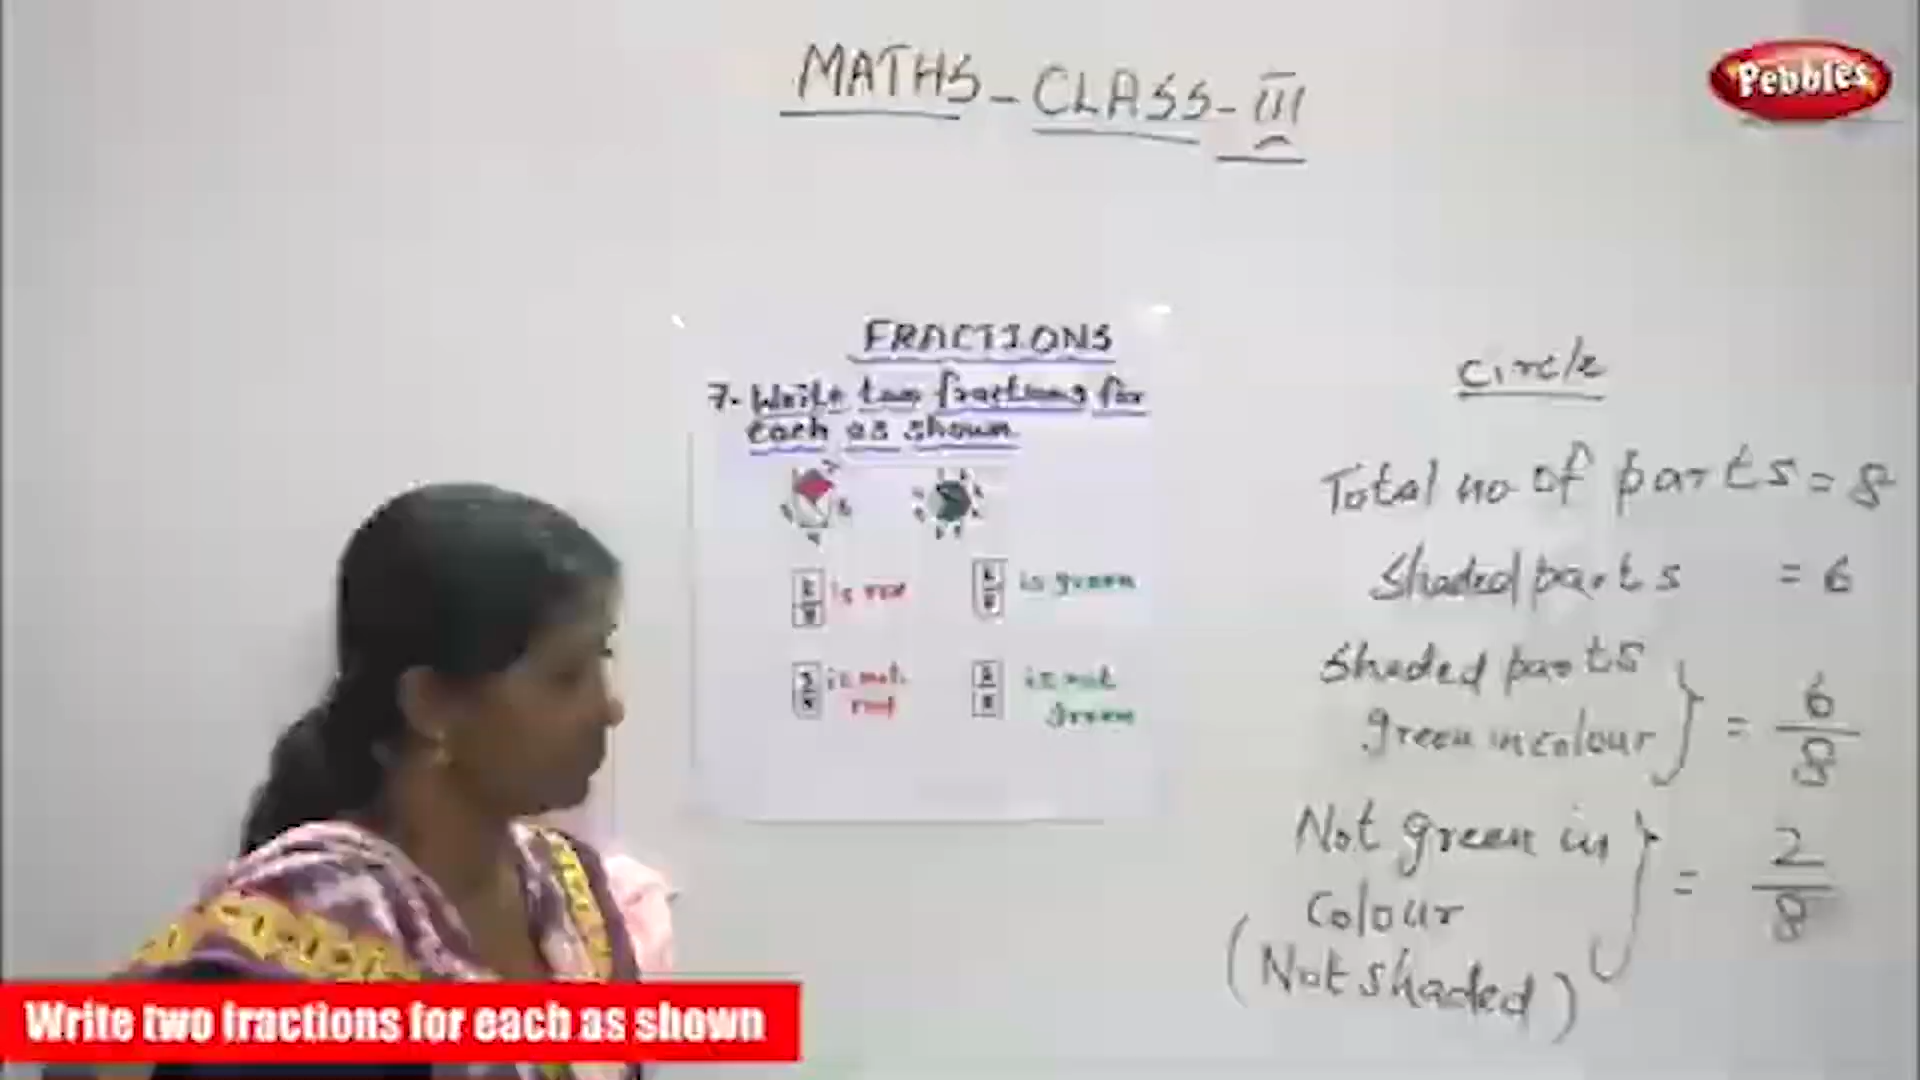 MATHS - CLASS - III
Pebbles
FRACTIONS
7. Write two fractions for
each as shown
is red
is green
is not
red
is not
green
Circle
Total no of parts = 8
Shaded parts = 6
Shaded parts
green in colour } = 6/8
Not green in
Colour } = 2/8
(Not shaded)
Write two fractions for each as shown